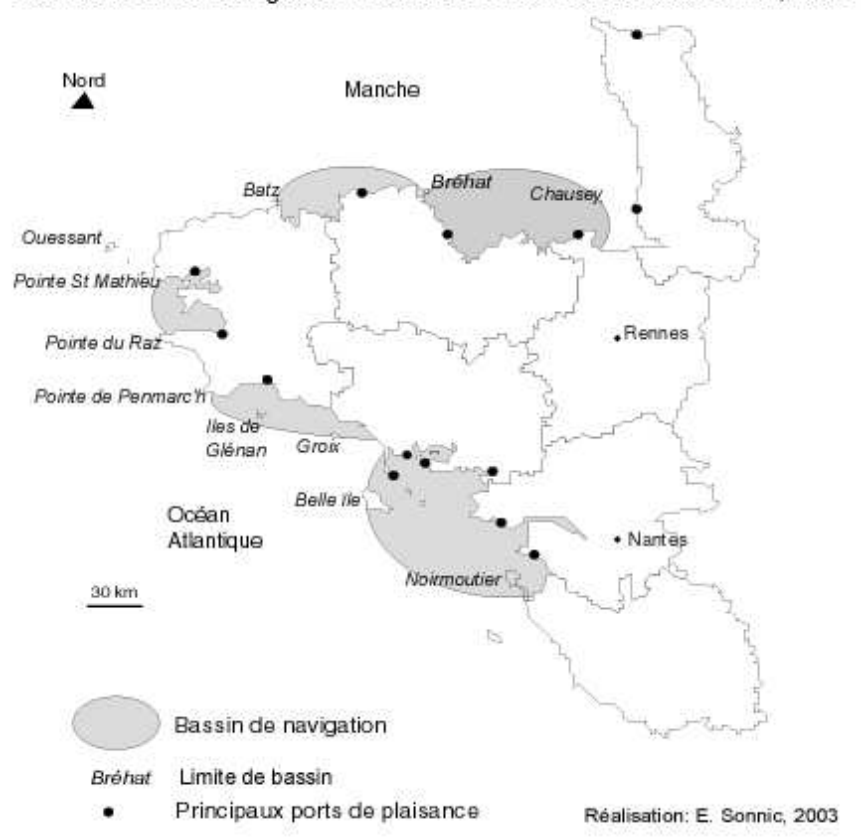 Nord
Manche
Batz
Bréhat
Chausey
Ouessant
Pointe St Mathieu
Rennes
Pointe du Raz
Pointe de Penmarc'h
Iles de
Glénan
Groix
Belle Ile
Océan
Atlantique
Nantes
Noirmoutier
30 km
Bassin de navigation
Bréhat Limite de bassin
Principaux ports de plaisance
Réalisation: E. Sonnic, 2003